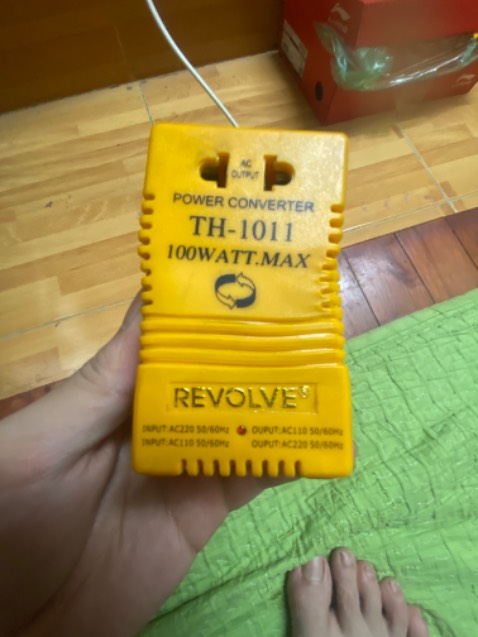 AC
OUTPUT
POWER CONVERTER
TH-1011
100WATT.MAX
REVOLVE
INPUT:AC220 50/60Hz OUPUT:AC110 50/60Hz
INPUT:AC110 50/60Hz OUPUT:AC220 50/60Hz